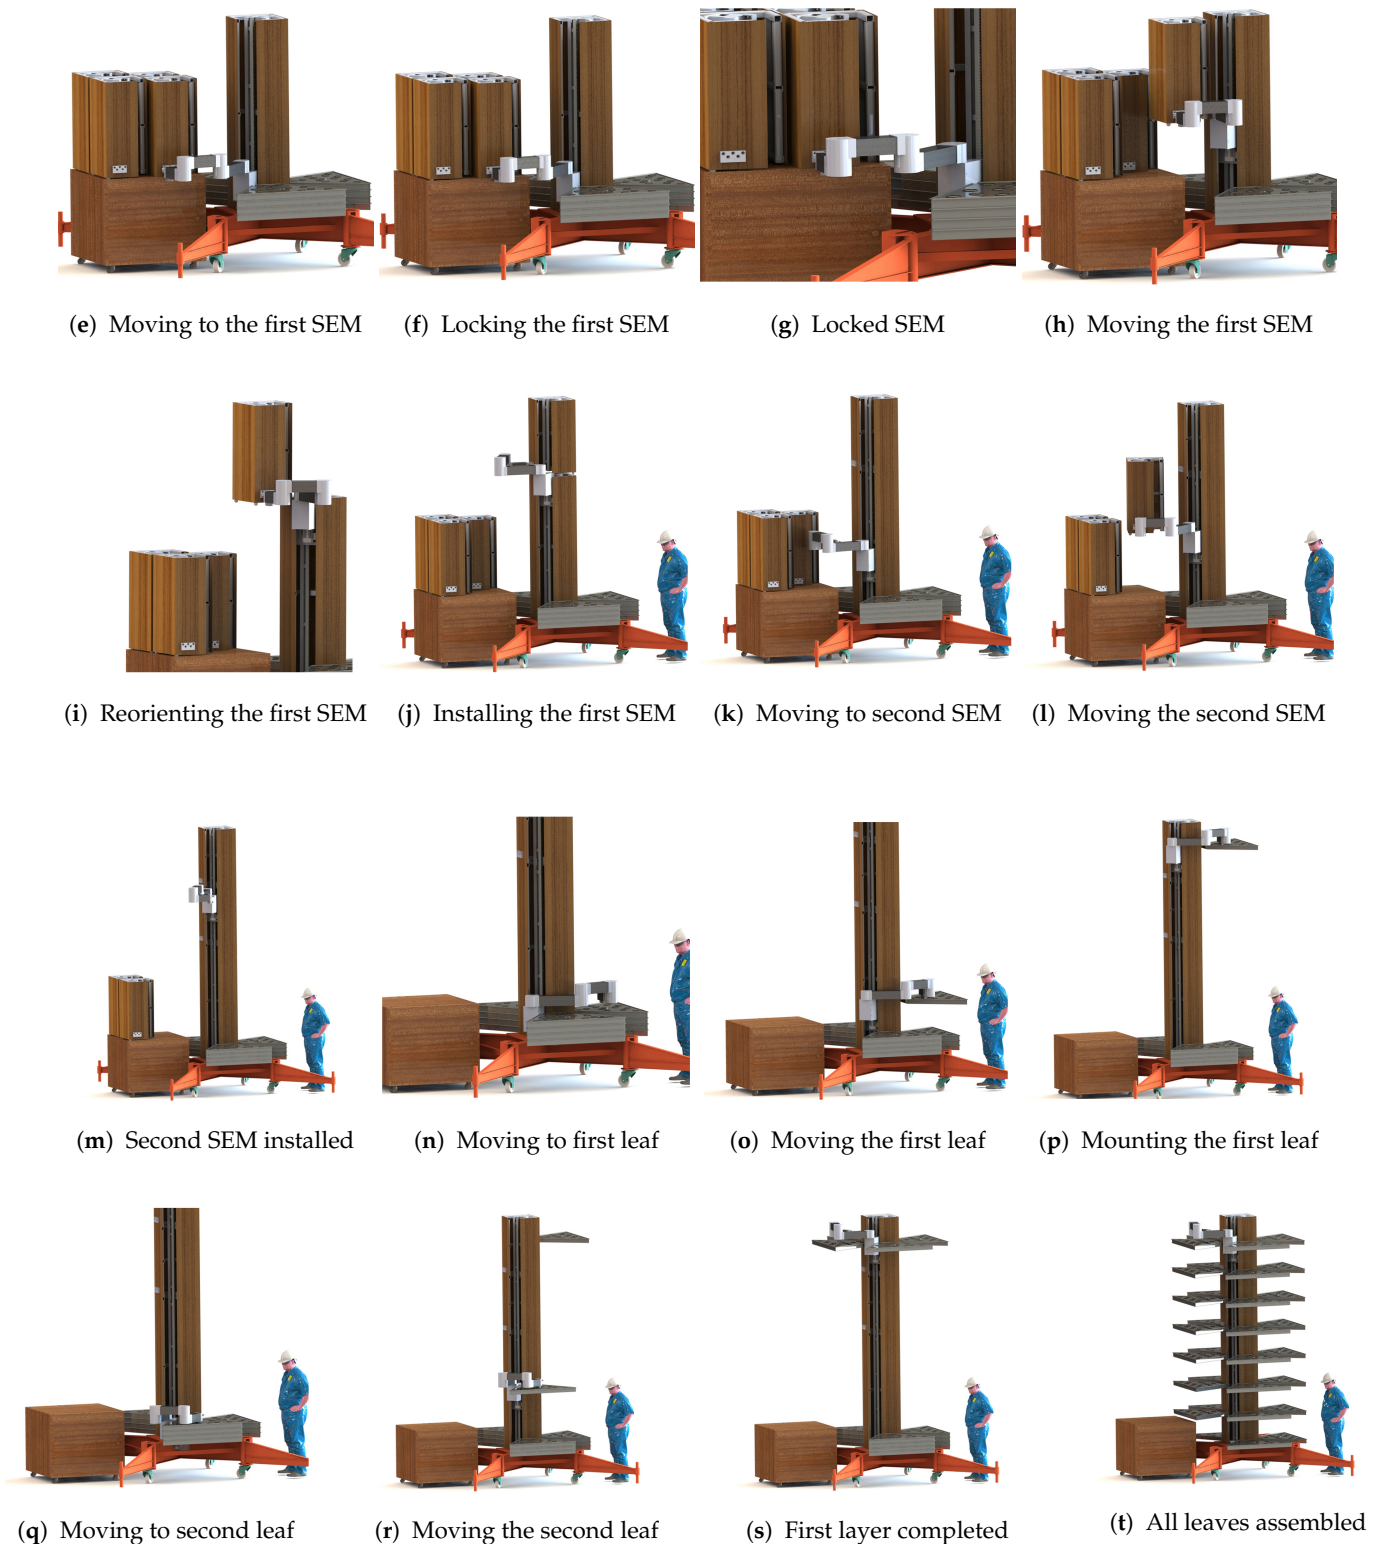 (e) Moving to the first SEM
(f) Locking the first SEM
(g) Locked SEM
(h) Moving the first SEM
(i) Reorienting the first SEM
(j) Installing the first SEM
(k) Moving to second SEM
(l) Moving the second SEM
(m) Second SEM installed
(n) Moving to first leaf
(o) Moving the first leaf
(p) Mounting the first leaf
(q) Moving to second leaf
(r) Moving the second leaf
(s) First layer completed
(t) All leaves assembled